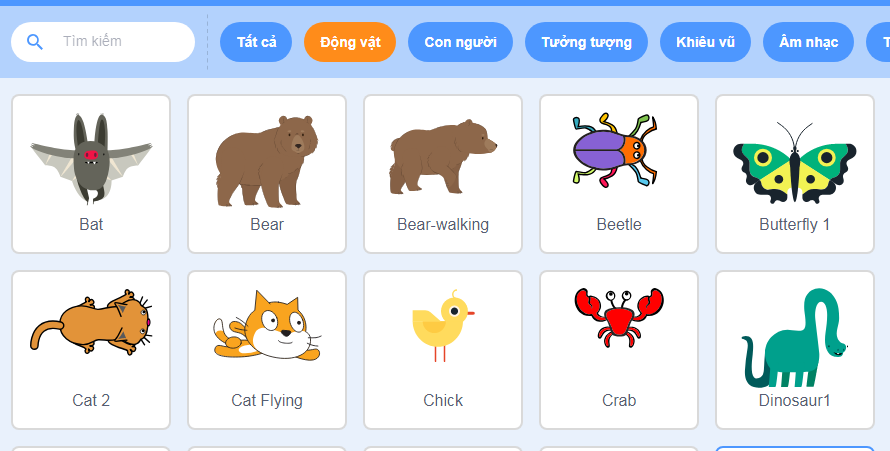 Tìm kiếm
Tất cả
Động vật
Con người
Tưởng tượng
Khiêu vũ
Âm nhạc
Bat
Bear
Bear-walking
Beetle
Butterfly 1
Cat 2
Cat Flying
Chick
Crab
Dinosaur1